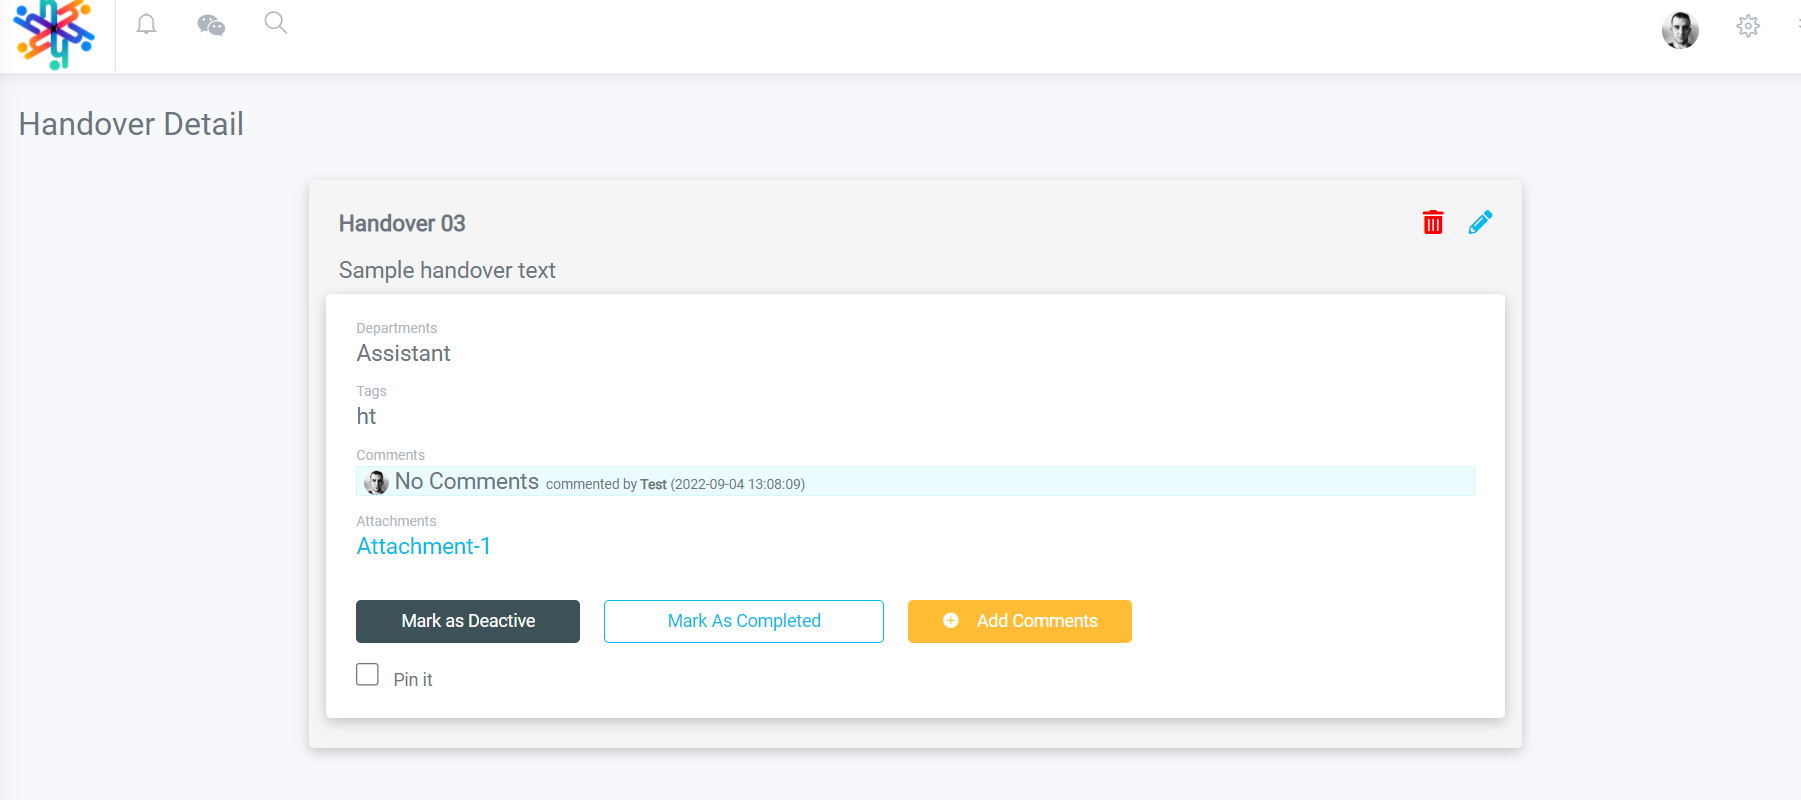 Handover Detail
Handover 03
Sample handover text
Departments
Assistant
Tags
ht
Comments
No Comments commented by Test (2022-09-04 13:08:09)
Attachments
Attachment-1
Mark as Deactive
Mark As Completed
Add Comments
Pin it